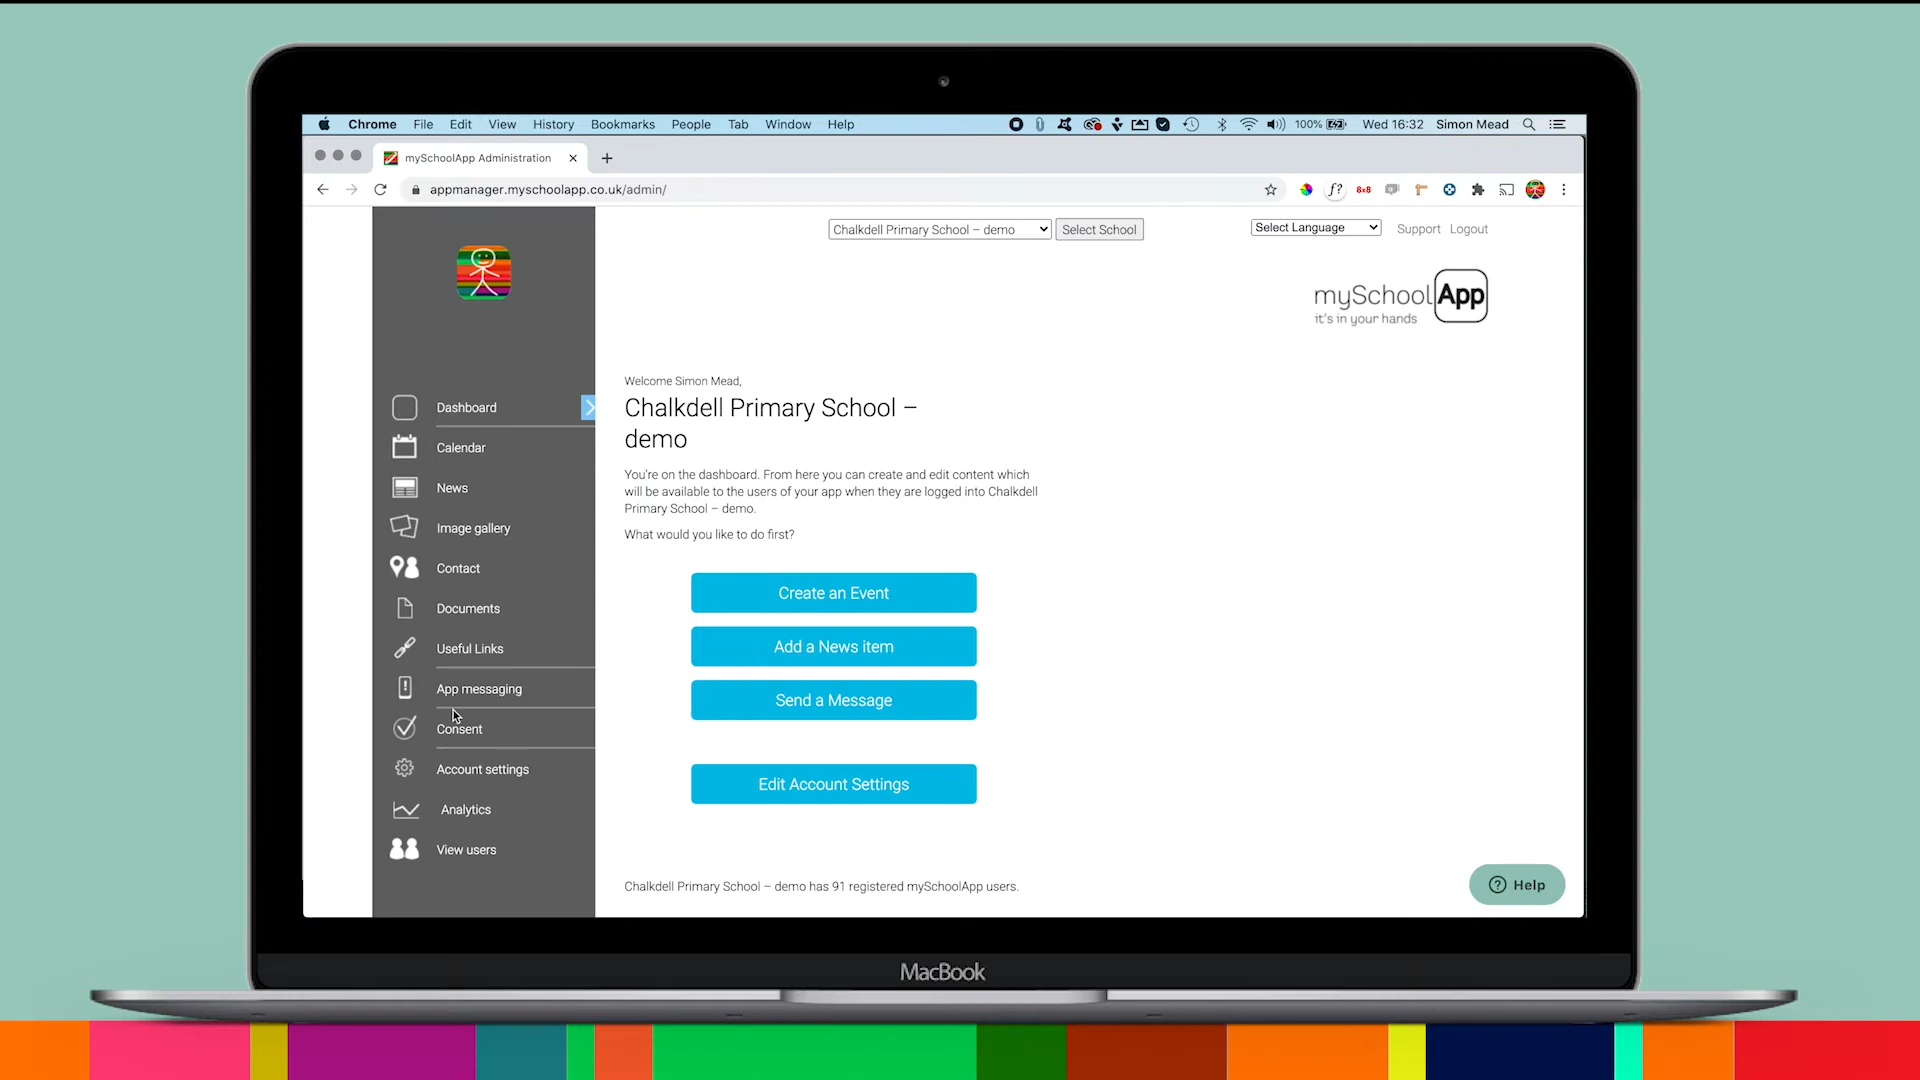 Chrome File Edit View History Bookmarks People Tab Window Help 100% Wed 16:32 Simon Mead
mySchoolApp Administration
appmanager.myschoolapp.co.uk/admin/
f? 8x8
Chalkdell Primary School – demo Select School Select Language Support Logout
mySchoolApp
it's in your hands
Dashboard
Calendar
News
Image gallery
Contact
Documents
Useful Links
App messaging
Consent
Account settings
Analytics
View users
Welcome Simon Mead,
Chalkdell Primary School –
demo
You're on the dashboard. From here you can create and edit content which
will be available to the users of your app when they are logged into Chalkdell
Primary School – demo.
What would you like to do first?
Create an Event
Add a News item
Send a Message
Edit Account Settings
Chalkdell Primary School – demo has 91 registered mySchoolApp users.
Help
MacBook